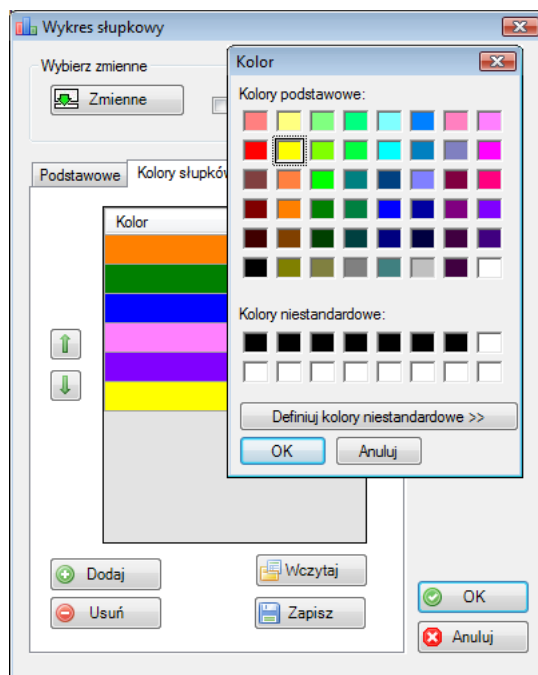 Wykres słupkowy
Wybierz zmienne
Zmienne
Podstawowe
Kolory słupków
Kolor
Dodaj
Wczytaj
Usuń
Zapisz
OK
Anuluj
Kolor
Kolory podstawowe:
Kolory niestandardowe:
Definiuj kolory niestandardowe >>
OK
Anuluj